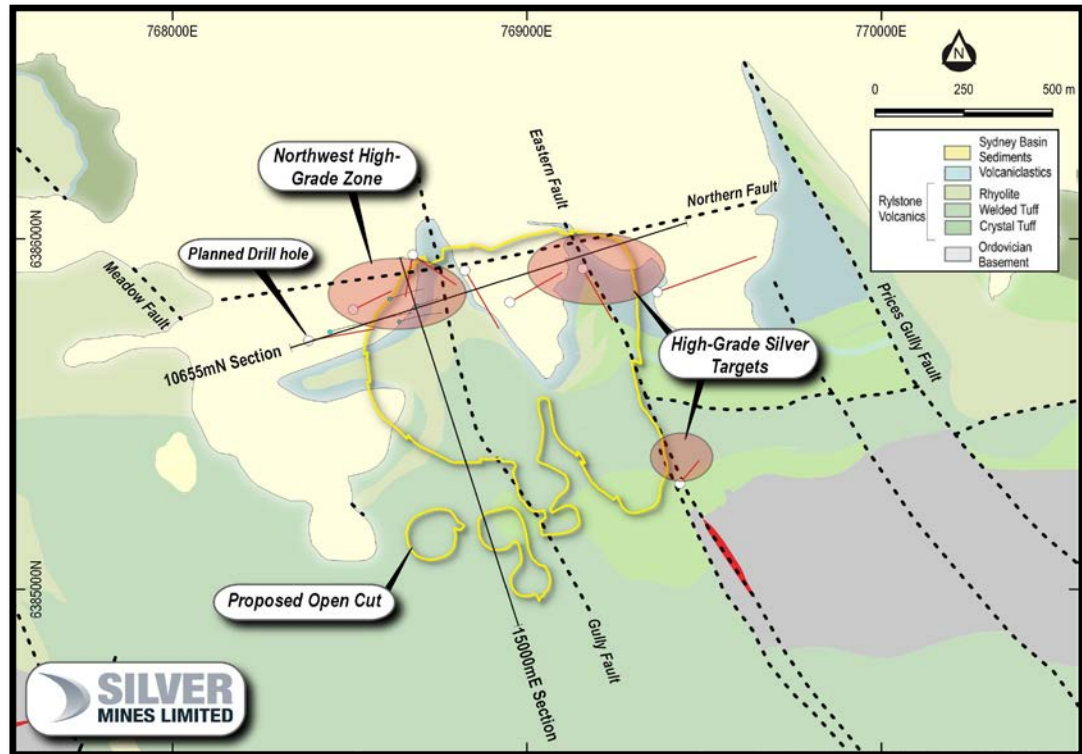 768000E
769000E
770000E
N
0 250 500 m
Sydney Basin
Sediments
Volcaniclastics
Rylstone
Volcanics
Rhyolite
Welded Tuff
Crystal Tuff
Ordovician
Basement
Northwest High-
Grade Zone
Eastern Fault
Northern Fault
6386000N
Planned Drill hole
Meadow Fault
Prices Gully Fault
10655mN Section
High-Grade Silver
Targets
Proposed Open Cut
6385000N
15000mE Section
Gully Fault
SILVER
MINES LIMITED